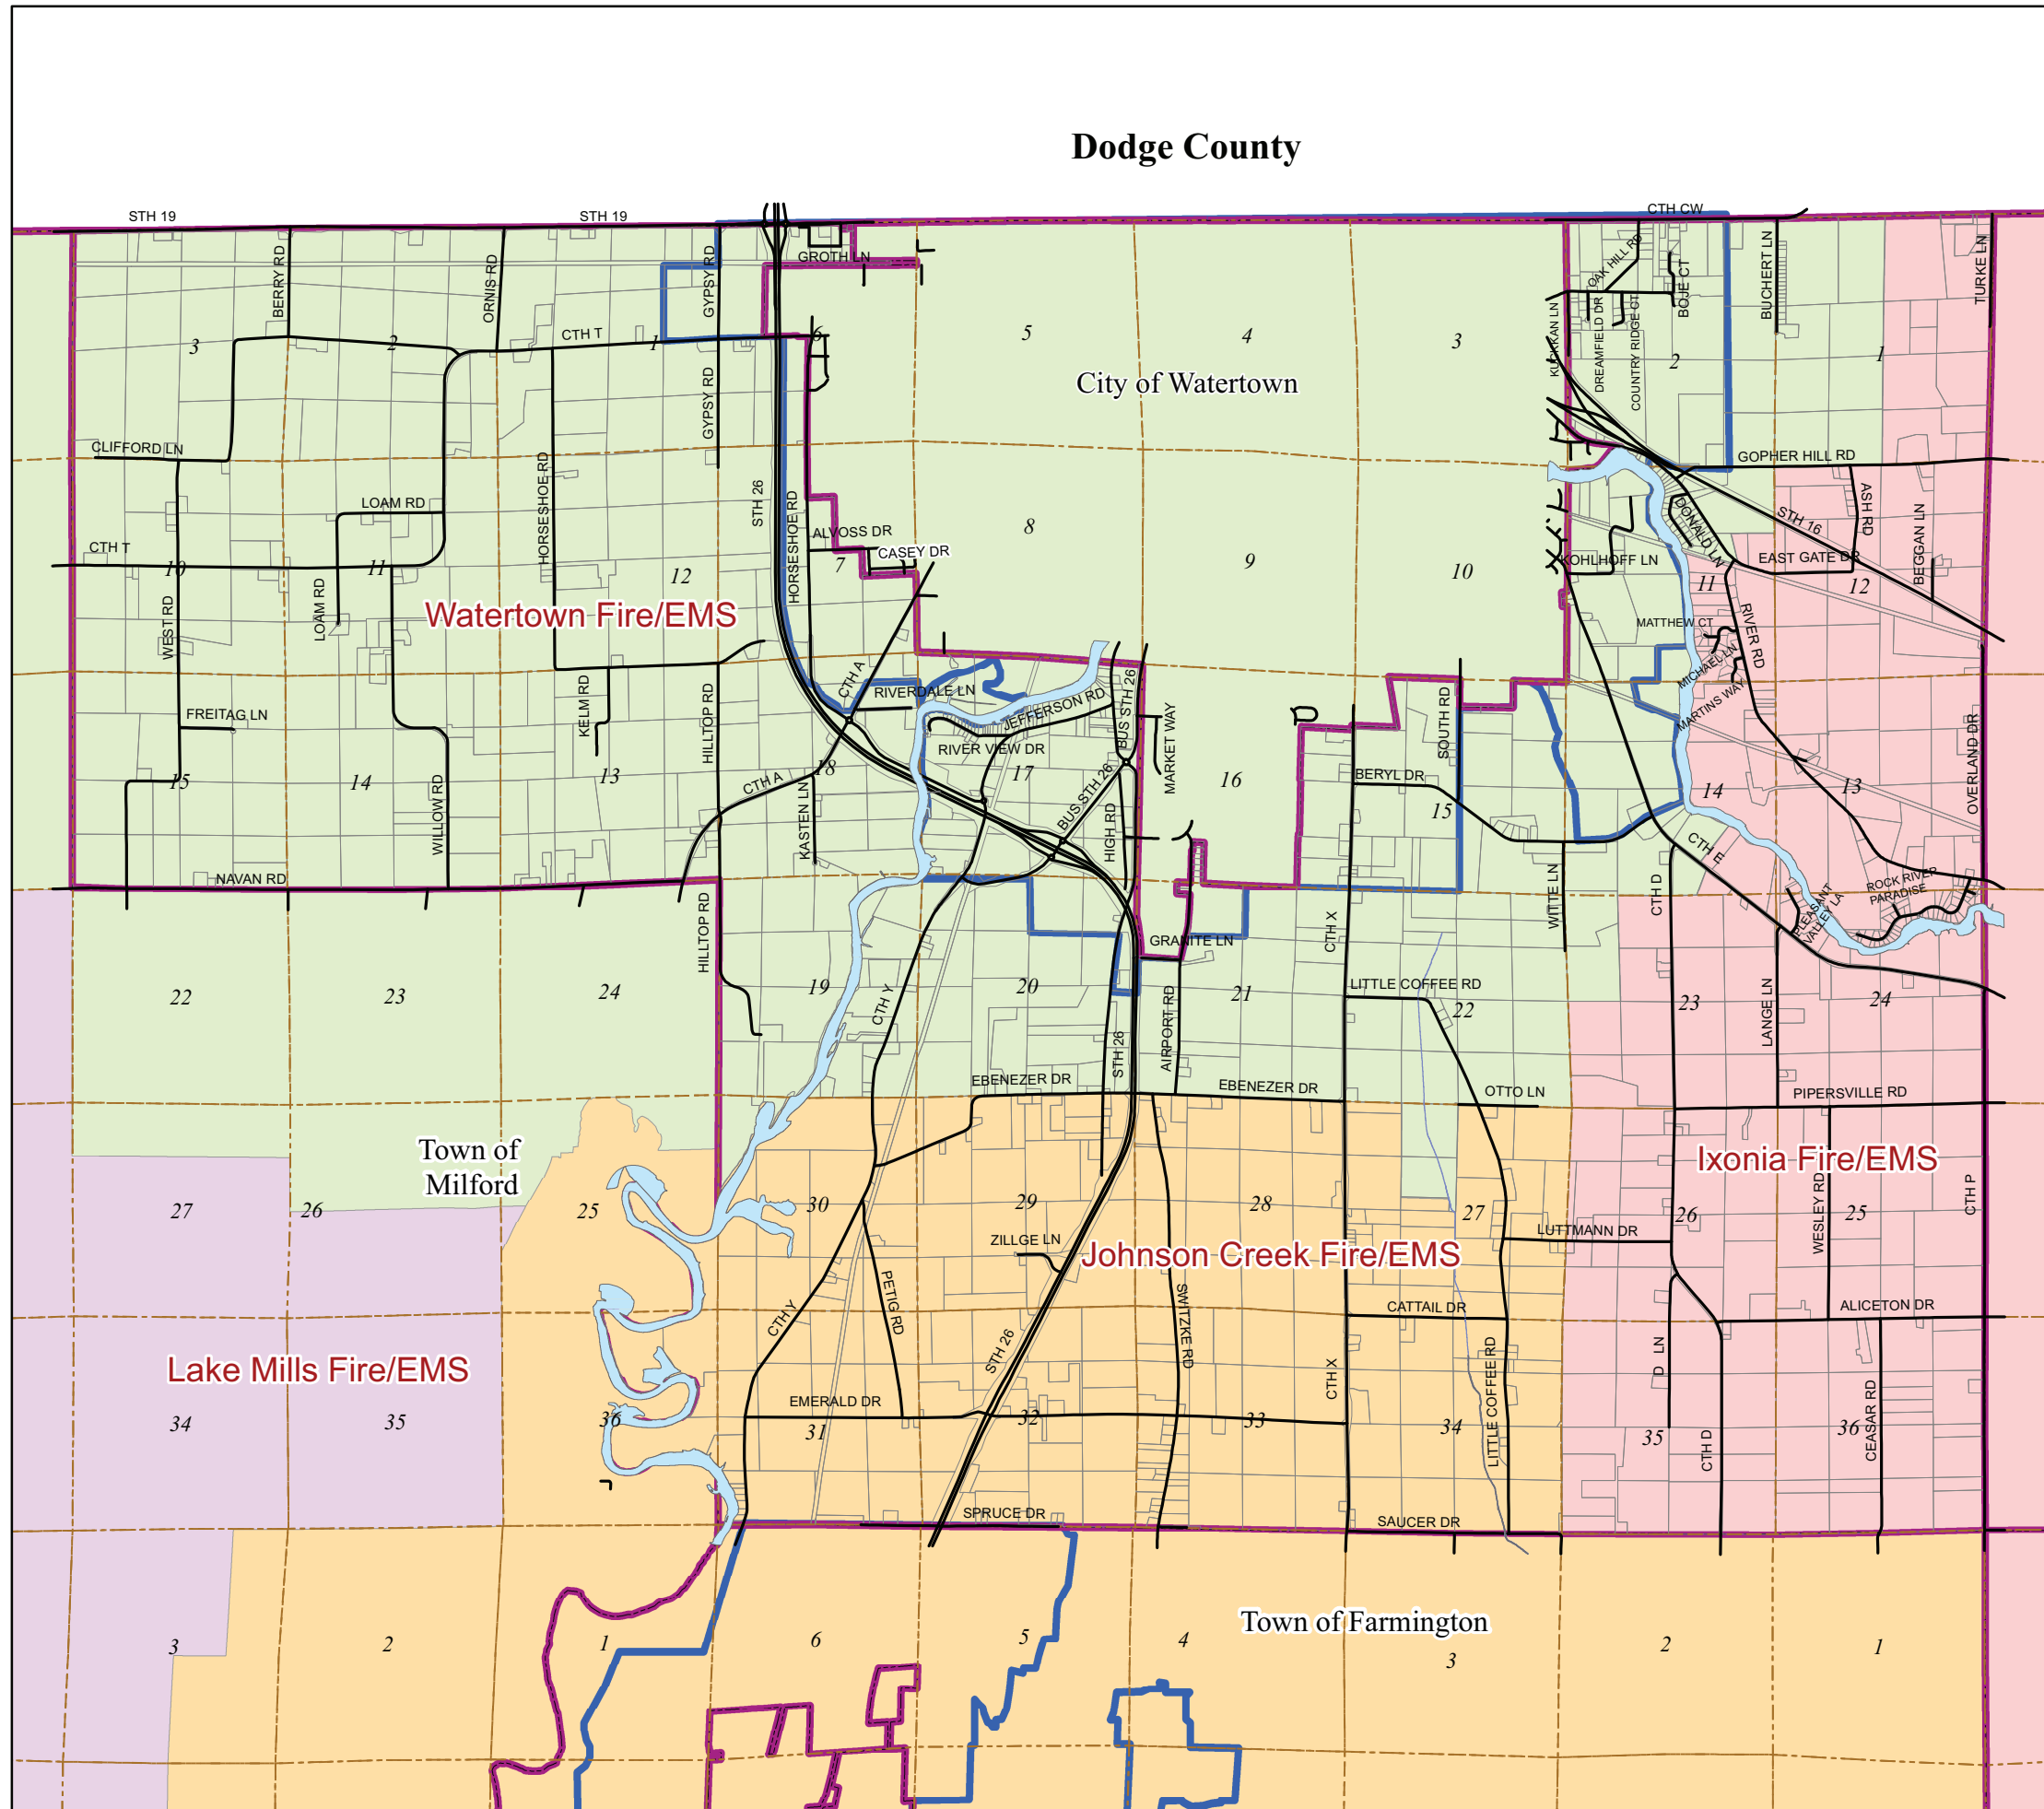 Dodge County
STH 19
STH 19
CTH CW
BERRY RD
ORNIS RD
GYPSY RD
GROTH LN
OAK HILL RD
BOJE CT
BUCHERT LN
TURKE LN
3
2
CTH T
1
6
5
4
3
KUCKKAN LN
DREAMFIELD DR
COUNTRY RIDGE CT
2
1
City of Watertown
GYPSY RD
CLIFFORD LN
GOPHER HILL RD
LOAM RD
HORSESHOE RD
STH 26
HORSESHOE RD
ALVOSS DR
CASEY DR
8
DONALD LN
STH 16
ASH RD
BEGGAN LN
CTH T
10
11
12
7
9
10
KOHLHOFF LN
EAST GATE DR
11
12
WEST RD
LOAM RD
Watertown Fire/EMS
MATTHEW CT
RIVER RD
MICHAEL LN
MARTINS WAY
CTH A
RIVERDALE LN
JEFFERSON RD
BUS STH 26
FREITAG LN
KELM RD
HILLTOP RD
RIVER VIEW DR
MARKET WAY
SOUTH RD
OVERLAND DR
15
14
13
CTH A
18
17
16
BERYL DR
15
14
13
WILLOW RD
KASTEN LN
BUS STH 26
HIGH RD
CTH E
NAVAN RD
HILLTOP RD
CTH X
WITTE LN
CTH D
PLEASANT
VALLEY LA
ROCK RIVER
PARADISE
GRANITE LN
22
23
24
19
CTH Y
20
21
LITTLE COFFEE RD
22
23
LANGE LN
24
STH 26
AIRPORT RD
EBENEZER DR
EBENEZER DR
OTTO LN
PIPERSVILLE RD
Town of
Milford
Ixonia Fire/EMS
27
26
25
30
29
28
27
26
WESLEY RD
25
CTH P
ZILLGE LN
LUTTMANN DR
Johnson Creek Fire/EMS
CTH Y
PETIG RD
SWITZKE RD
CATTAIL DR
ALICETON DR
Lake Mills Fire/EMS
STH 26
CTH X
LITTLE COFFEE RD
D LN
34
35
36
EMERALD DR
31
32
33
34
35
CTH D
36
CEASAR RD
SPRUCE DR
SAUCER DR
Town of Farmington
3
2
1
6
5
4
3
2
1